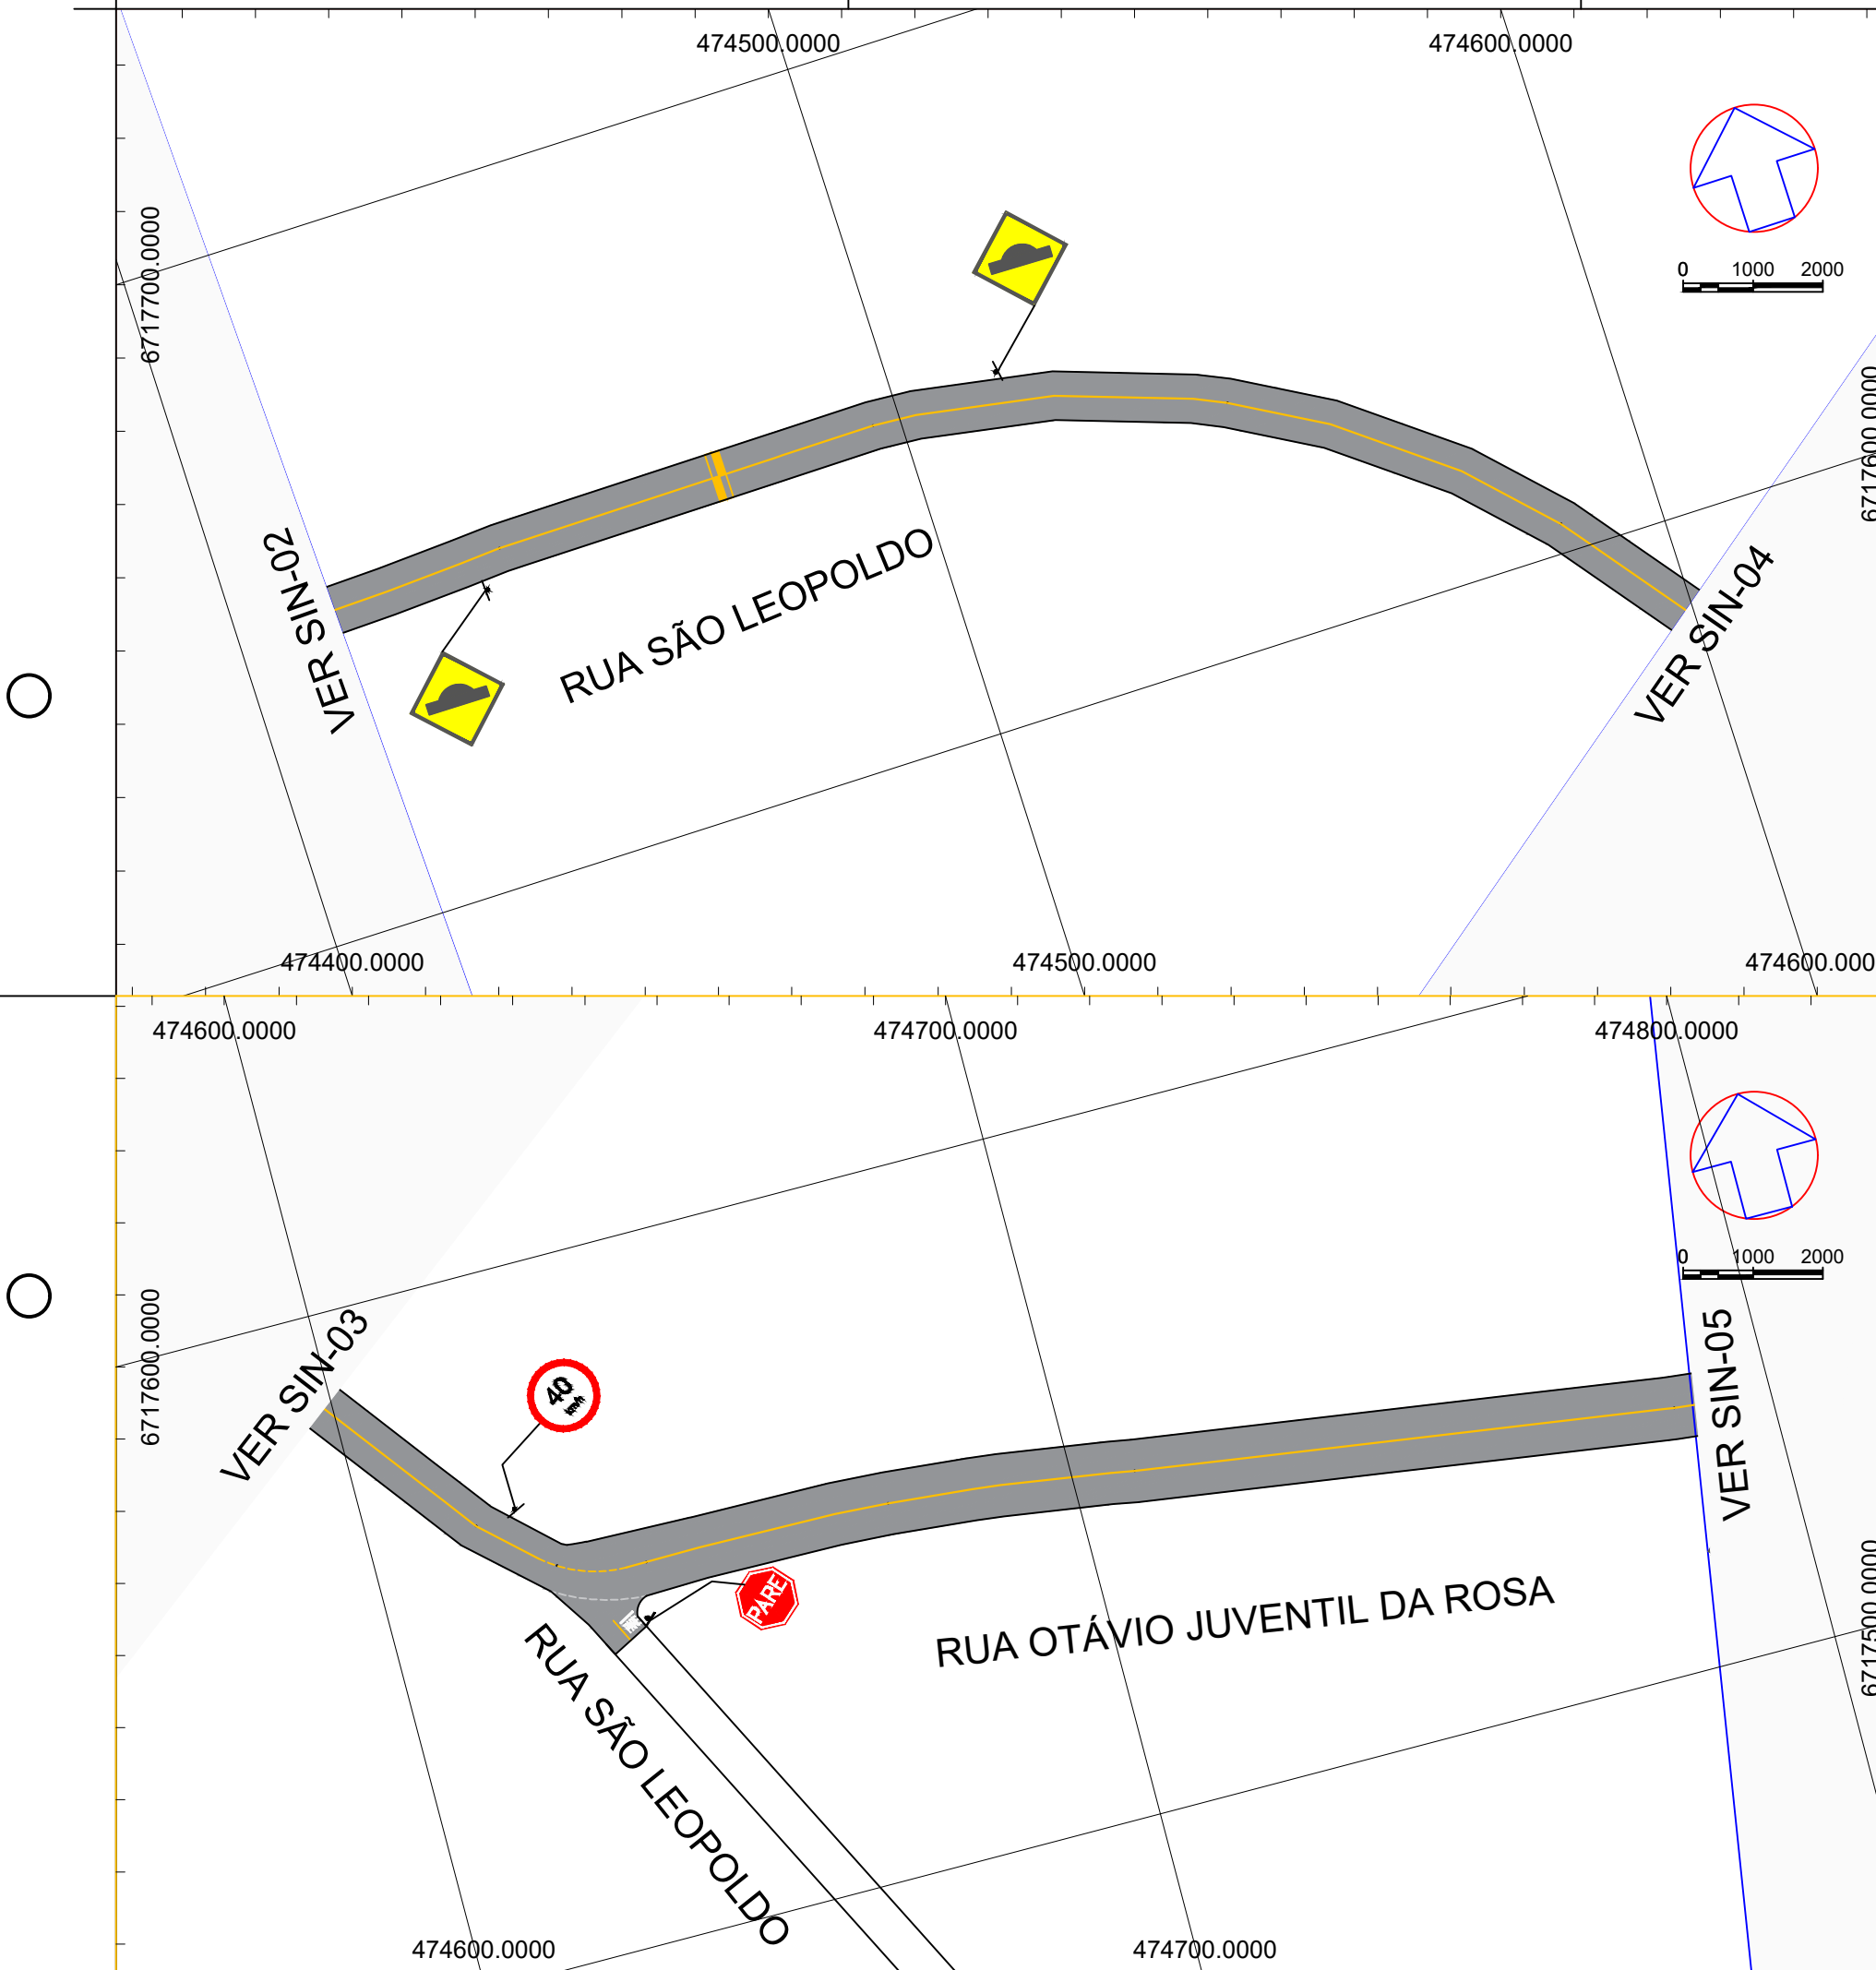 474500.0000
474600.0000
0 1000 2000
6717700.0000
6717600.0000
VER SIN-02
RUA SÃO LEOPOLDO
VER SIN-04
474400.0000
474500.0000
474600.000
474600.0000
474700.0000
474800.0000
0 1000 2000
6717600.0000
VER SIN-03
40
km/h
VER SIN-05
PARE
RUA OTÁVIO JUVENTIL DA ROSA
6717500.0000
RUA SÃO LEOPOLDO
474600.0000
474700.0000